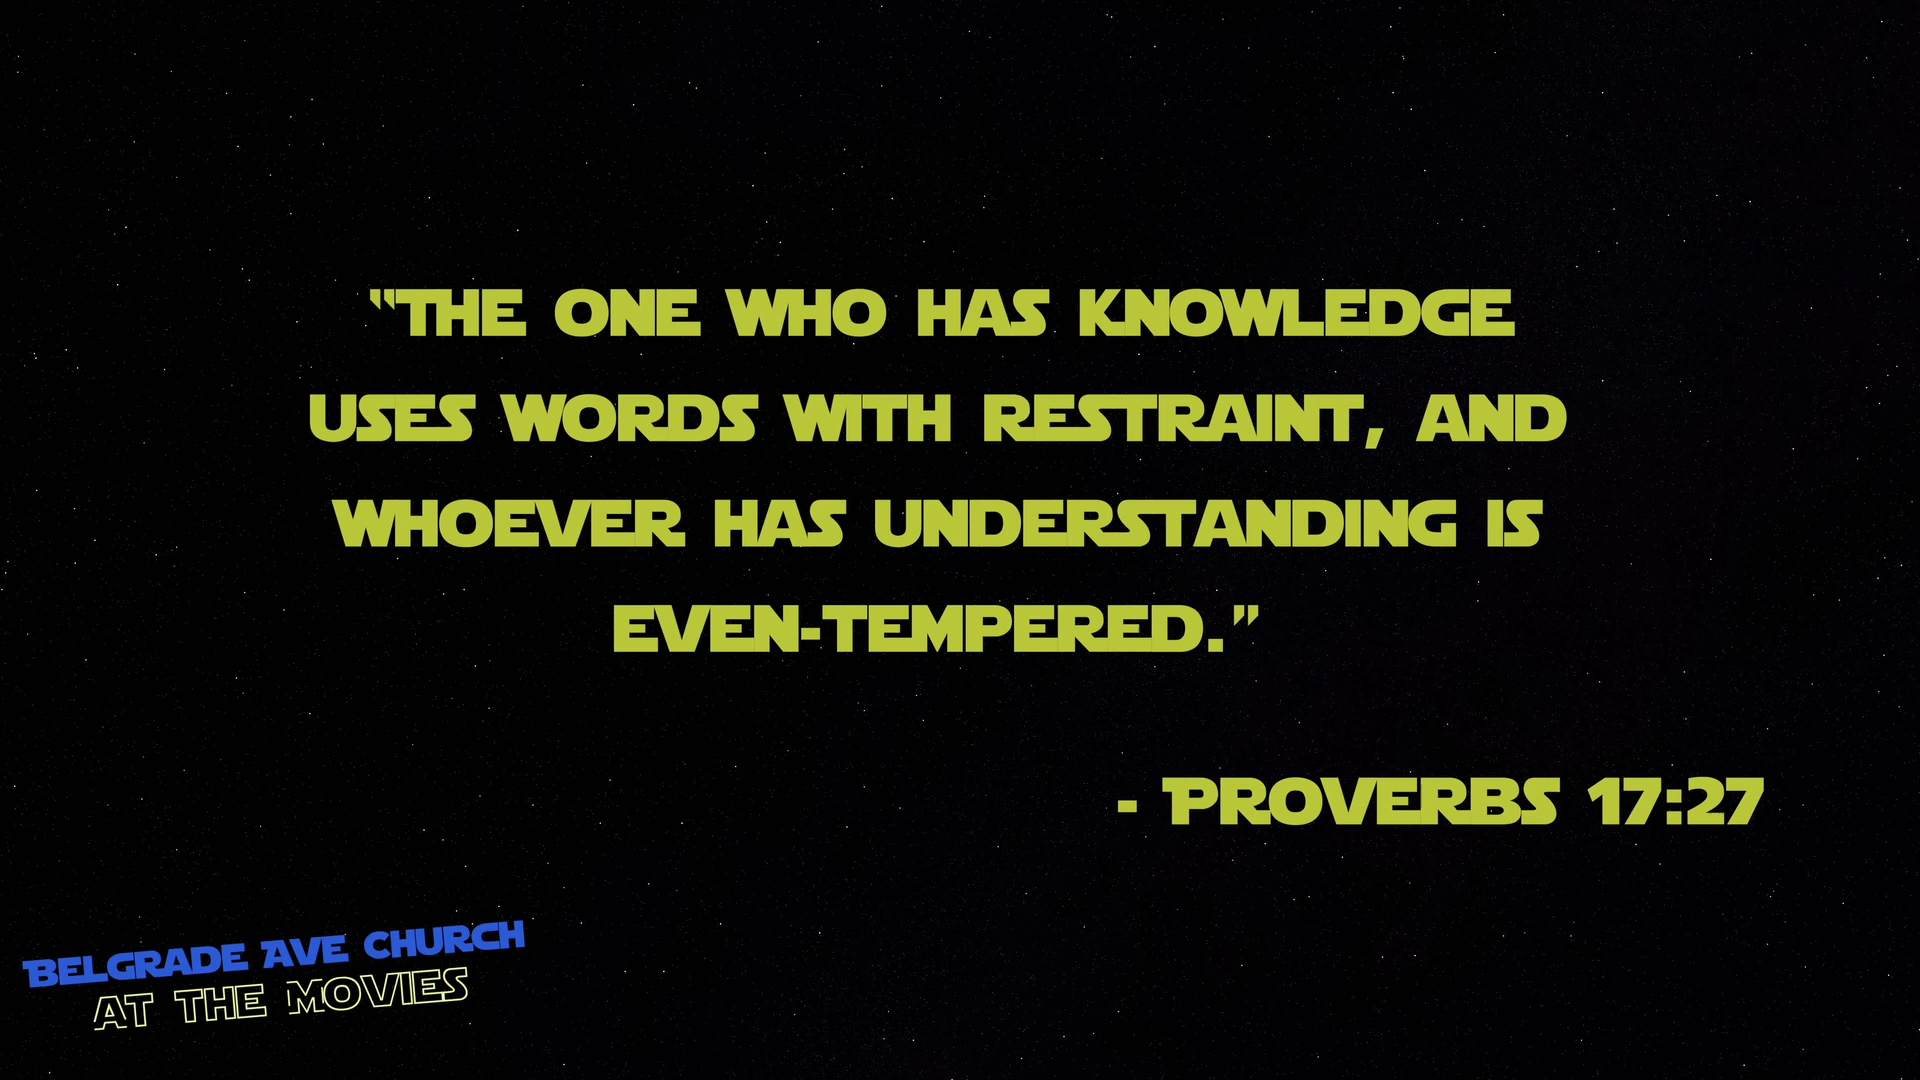 "THE ONE WHO HAS KNOWLEDGE
USES WORDS WITH RESTRAINT, AND
WHOEVER HAS UNDERSTANDING IS
EVEN-TEMPERED."
- PROVERBS 17:27
BELGRADE AVE CHURCH
AT THE MOVIES